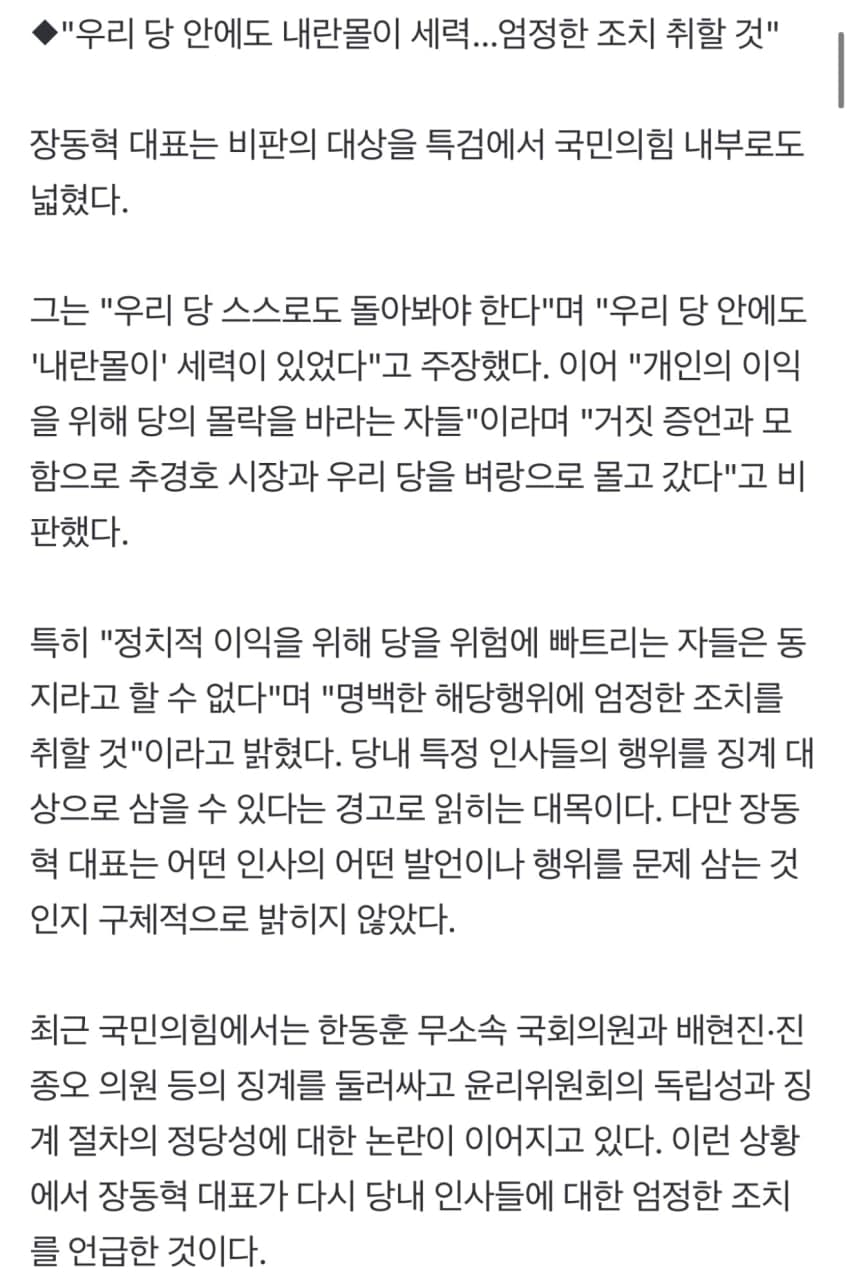 ◆"우리 당 안에도 내란몰이 세력...엄정한 조치 취할 것"
장동혁 대표는 비판의 대상을 특검에서 국민의힘 내부로도
넓혔다.
그는 "우리 당 스스로도 돌아봐야 한다"며 "우리 당 안에도
'내란몰이' 세력이 있었다"고 주장했다. 이어 "개인의 이익
을 위해 당의 몰락을 바라는 자들"이라며 "거짓 증언과 모
함으로 추경호 시장과 우리 당을 벼랑으로 몰고 갔다"고 비
판했다.
특히 "정치적 이익을 위해 당을 위험에 빠트리는 자들은 동
지라고 할 수 없다"며 "명백한 해당행위에 엄정한 조치를
취할 것"이라고 밝혔다. 당내 특정 인사들의 행위를 징계 대
상으로 삼을 수 있다는 경고로 읽히는 대목이다. 다만 장동
혁 대표는 어떤 인사의 어떤 발언이나 행위를 문제 삼는 것
인지 구체적으로 밝히지 않았다.
최근 국민의힘에서는 한동훈 무소속 국회의원과 배현진·진
종오 의원 등의 징계를 둘러싸고 윤리위원회의 독립성과 징
계 절차의 정당성에 대한 논란이 이어지고 있다. 이런 상황
에서 장동혁 대표가 다시 당내 인사들에 대한 엄정한 조치
를 언급한 것이다.